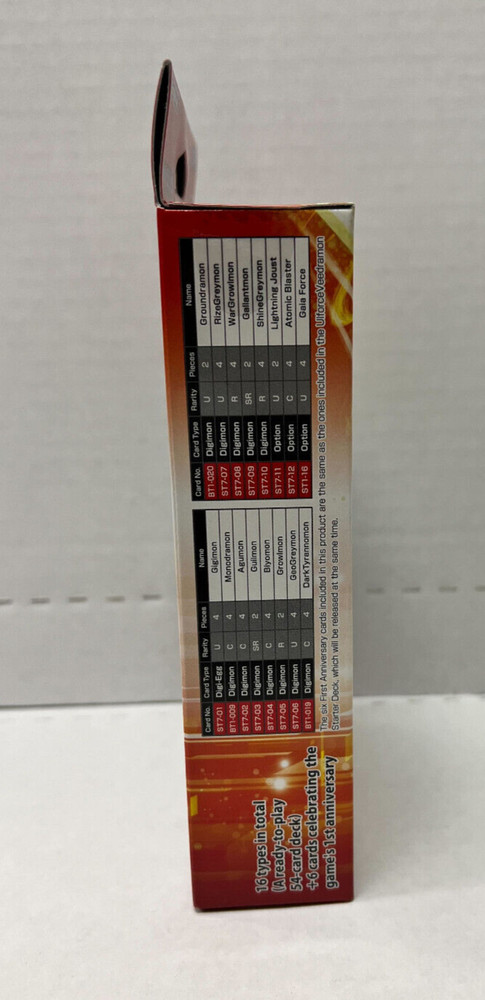 16 types in total
(A ready-to-play
54-card deck)
+6 cards celebrating the
game's 1st anniversary
Card No. Card Type Rarity Pieces Name
ST7-01 Digi-Egg U 4 Gigimon
BT1-009 Digimon C 4 Monodramon
ST7-02 Digimon C 4 Agumon
ST7-03 Digimon SR 2 Guilmon
ST7-04 Digimon C 4 Biyomon
ST7-05 Digimon R 2 Growlmon
ST7-06 Digimon U 4 GeoGreymon
BT1-019 Digimon C 4 DarkTyrannomon
Card No. Card Type Rarity Pieces Name
BT1-020 Digimon U 2 Groundramon
ST7-07 Digimon U 4 RizeGreymon
ST7-08 Digimon R 4 WarGrowlmon
ST7-09 Digimon SR 2 Gallantmon
ST7-10 Digimon R 4 ShineGreymon
ST7-11 Option U 2 Lightning Joust
ST7-12 Option C 4 Atomic Blaster
ST1-16 Option U 4 Gaia Force
The six First Anniversary cards included in this product are the same as the ones included in the UlforceVeedramon
Starter Deck, which will be released at the same time.